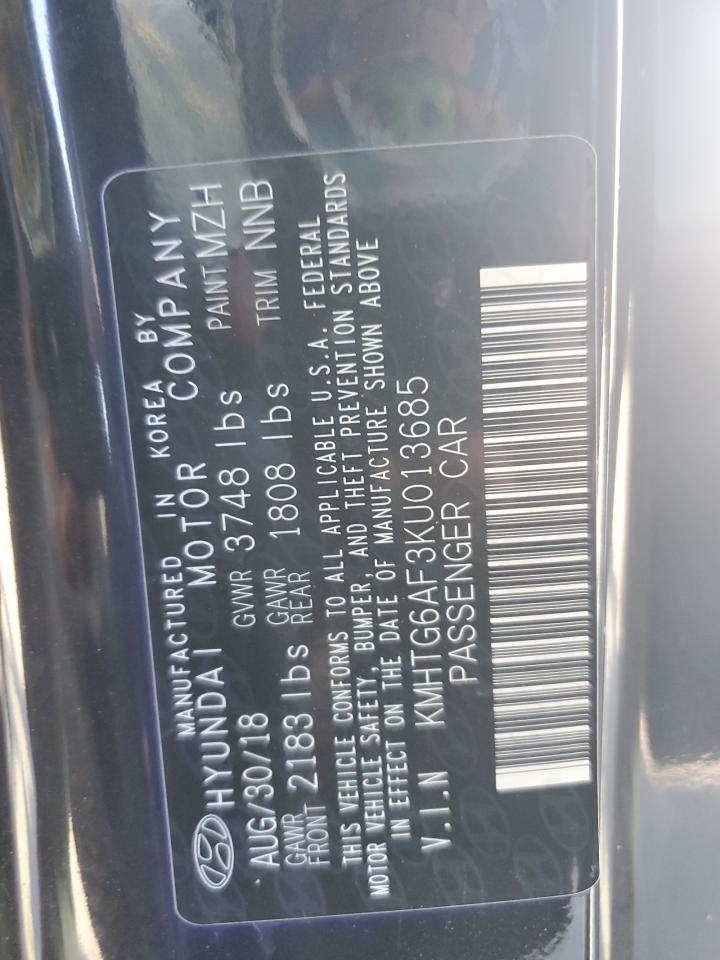 MANUFACTURED IN KOREA BY
HYUNDAI MOTOR COMPANY
AUG/30/18 GVWR 3748 lbs PAINT MZH
GAWR FRONT 2183 lbs GAWR REAR 1808 lbs TRIM NNB
THIS VEHICLE CONFORMS TO ALL APPLICABLE U.S.A. FEDERAL
MOTOR VEHICLE SAFETY, BUMPER, AND THEFT PREVENTION STANDARDS
IN EFFECT ON THE DATE OF MANUFACTURE SHOWN ABOVE
V.I.N KMHTG6AF3KU013685
PASSENGER CAR